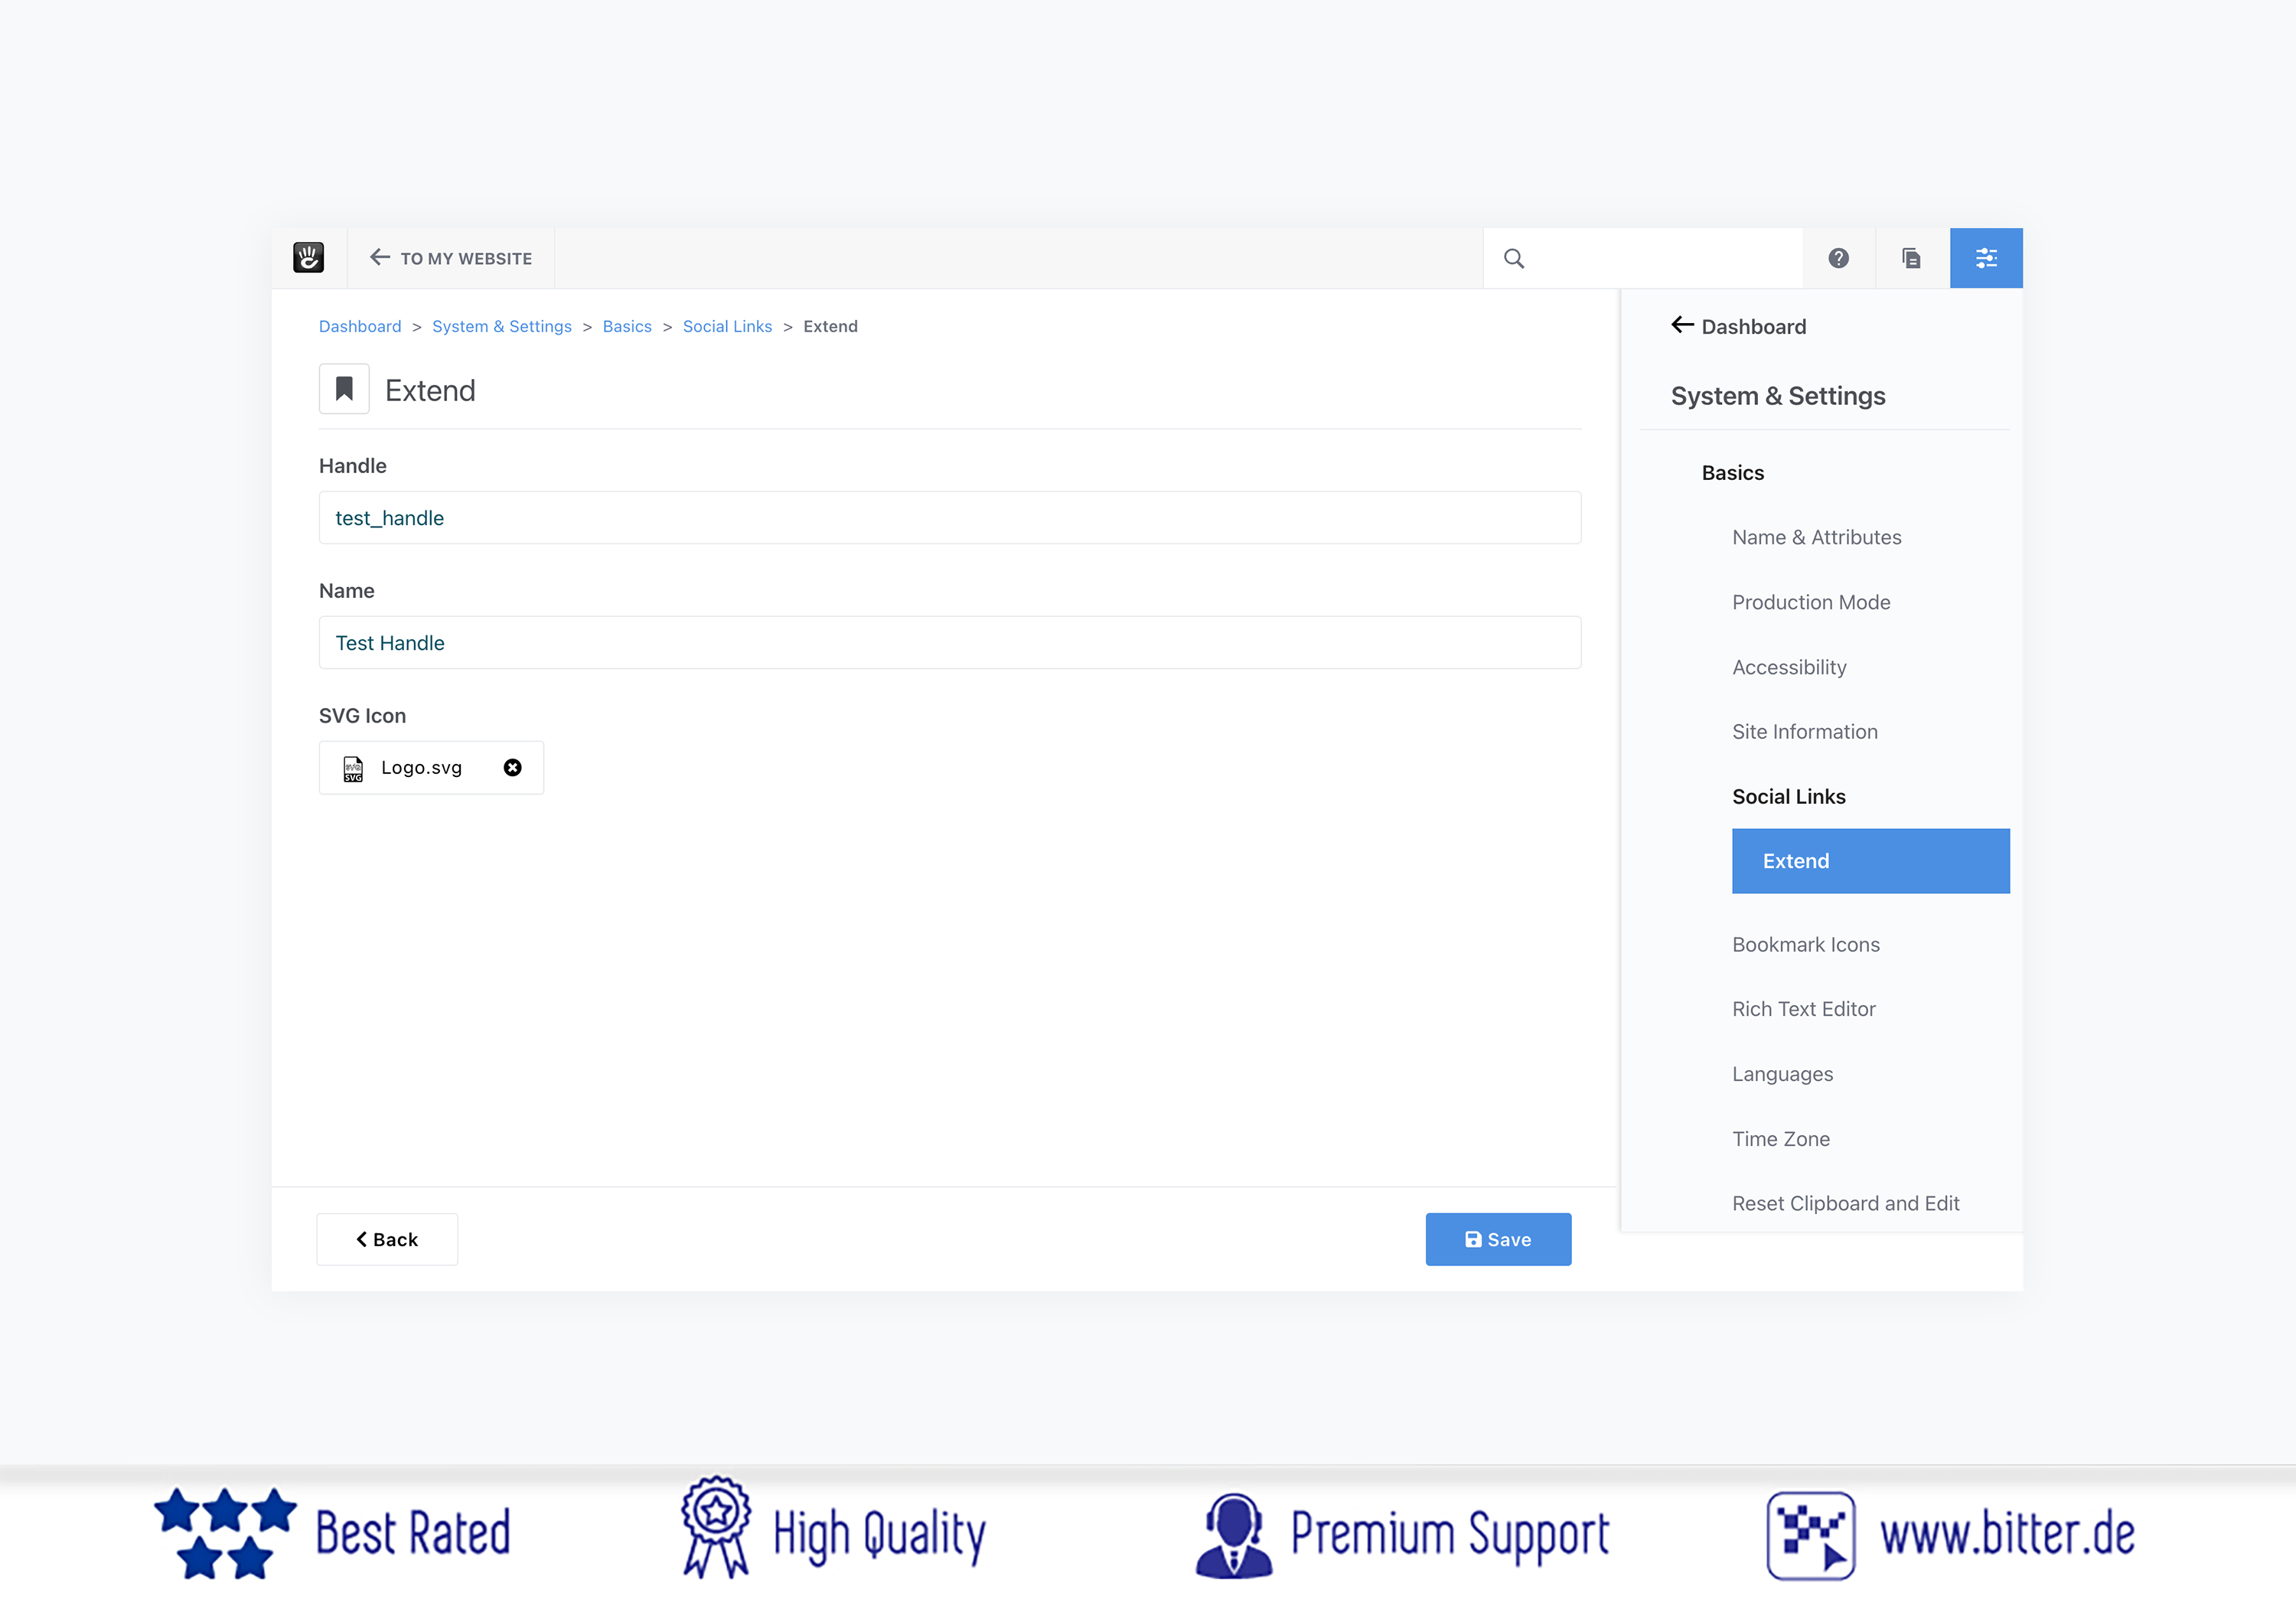 TO MY WEBSITE
Dashboard > System & Settings > Basics > Social Links > Extend
Extend
Handle
test_handle
Name
Test Handle
SVG Icon
SVG
Logo.svg
Back
Save
Dashboard
System & Settings
Basics
Name & Attributes
Production Mode
Accessibility
Site Information
Social Links
Extend
Bookmark Icons
Rich Text Editor
Languages
Time Zone
Reset Clipboard and Edit
Best Rated
High Quality
Premium Support
www.bitter.de